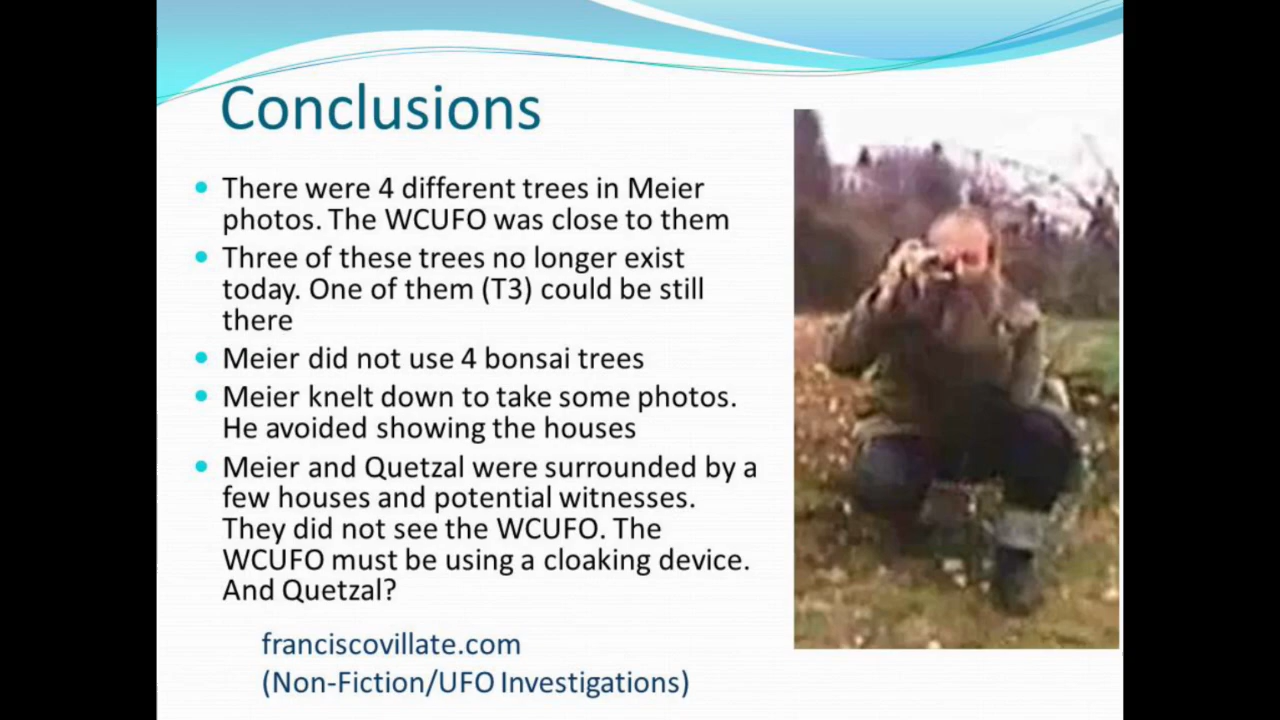 Conclusions
There were 4 different trees in Meier
photos. The WCUFO was close to them
Three of these trees no longer exist
today. One of them (T3) could be still
there
Meier did not use 4 bonsai trees
Meier knelt down to take some photos.
He avoided showing the houses
Meier and Quetzal were surrounded by a
few houses and potential witnesses.
They did not see the WCUFO. The
WCUFO must be using a cloaking device.
And Quetzal?
franciscovillate.com
(Non-Fiction/UFO Investigations)